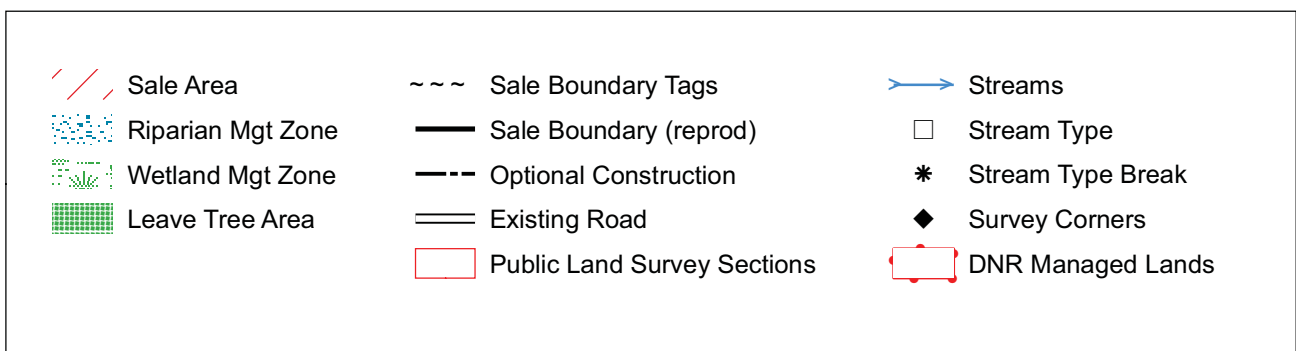 Sale Area
Riparian Mgt Zone
Wetland Mgt Zone
Leave Tree Area
~ ~ ~ Sale Boundary Tags
Sale Boundary (reprod)
Optional Construction
Existing Road
Public Land Survey Sections
Streams
Stream Type
Stream Type Break
Survey Corners
DNR Managed Lands